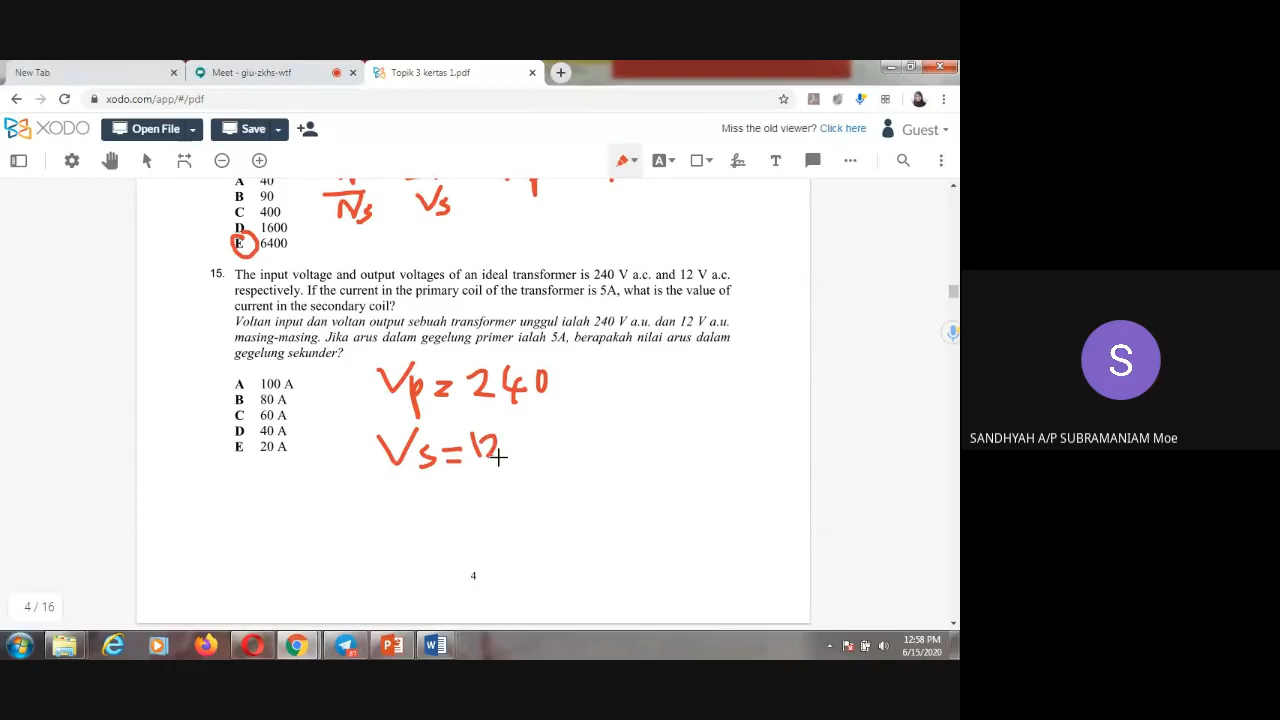 New Tab
Meet - giu-zkhs-wtf
Topik 3 kertas 1.pdf
xodo.com/app/#/pdf
XODO
Open File
Save
Miss the old viewer? Click here
Guest
A 40
B 90
C 400
D 1600
E 6400
Ns
Vs
15. The input voltage and output voltages of an ideal transformer is 240 V a.c. and 12 V a.c.
respectively. If the current in the primary coil of the transformer is 5A, what is the value of
current in the secondary coil?
Voltan input dan voltan output sebuah transformer unggul ialah 240 V a.u. dan 12 V a.u.
masing-masing. Jika arus dalam gegelung primer ialah 5A, berapakah nilai arus dalam
gegelung sekunder?
A 100 A
B 80 A
C 60 A
D 40 A
E 20 A
Vp = 240
Vs = 12
4
4 / 16
87
12:58 PM
6/15/2020
S
SANDHYAH A/P SUBRAMANIAM Moe